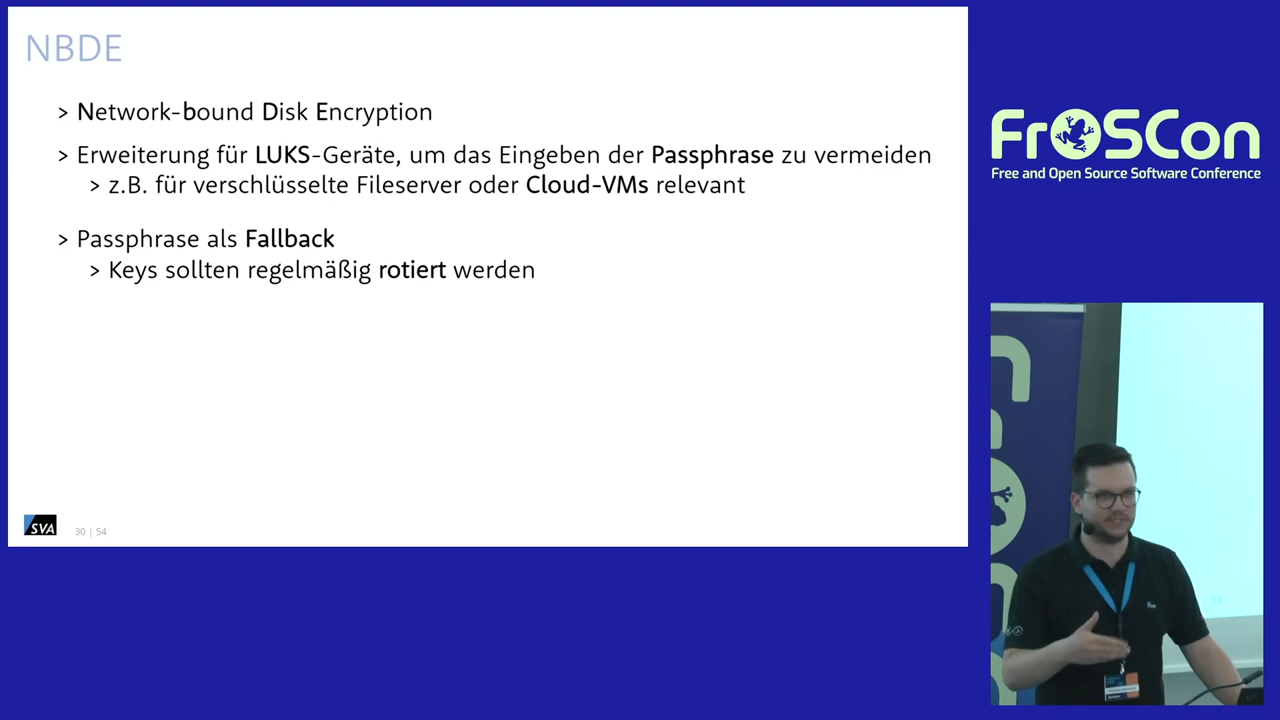 NBDE
> Network-bound Disk Encryption
> Erweiterung für LUKS-Geräte, um das Eingeben der Passphrase zu vermeiden
> z.B. für verschlüsselte Fileserver oder Cloud-VMs relevant
> Passphrase als Fallback
> Keys sollten regelmäßig rotiert werden
SVA
30 | 54
FrOSCon
Free and Open Source Software Conference